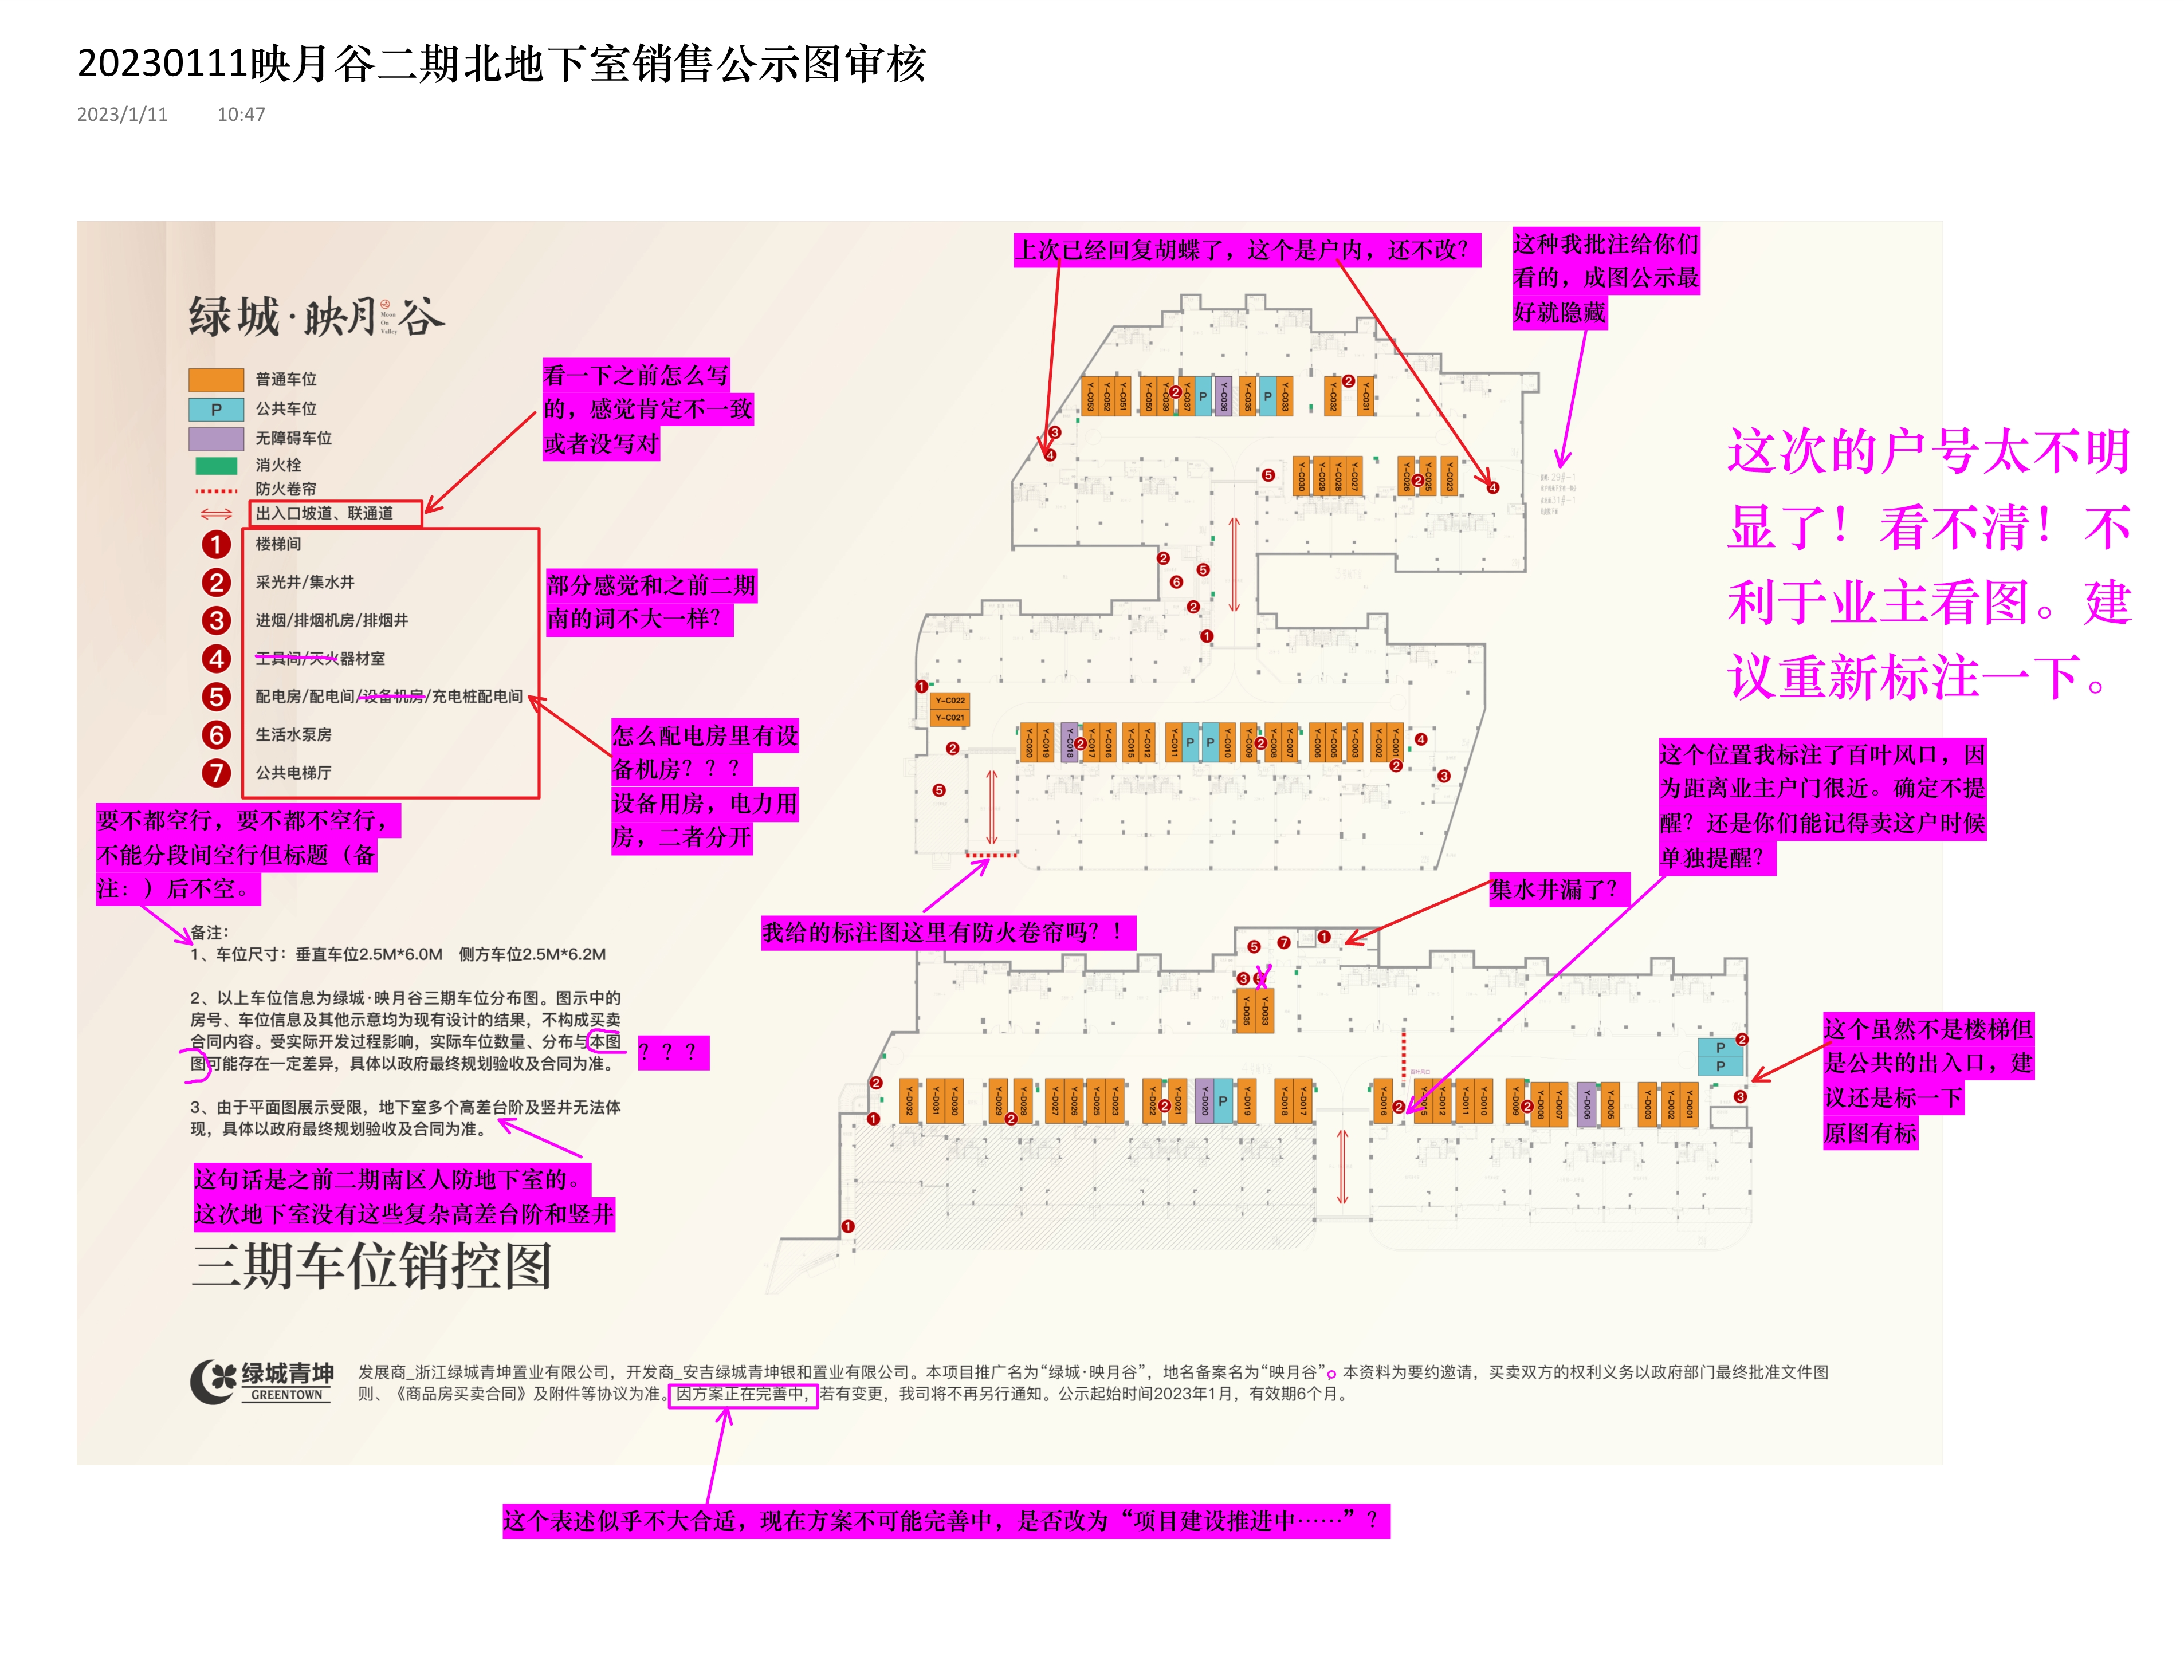 20230111映月谷二期北地下室销售公示图审核
2023/1/11 10:47
上次已经回复胡蝶了，这个是户内，还不改？
这种我批注给你们
看的，成图公示最
好就隐藏
绿城·映月谷
Moon
On
Valley
普通车位
P 公共车位
无障碍车位
消火栓
防火卷帘
出入口坡道、联通道
1 楼梯间
2 采光井/集水井
3 进烟/排烟机房/排烟井
4 工具间/灭火器材室
5 配电房/配电间/设备机房/充电桩配电间
6 生活水泵房
7 公共电梯厅
看一下之前怎么写
的，感觉肯定不一致
或者没写对
部分感觉和之前二期
南的词不大一样？
怎么配电房里有设
备机房？？？
设备用房，电力用
房，二者分开
要不都空行，要不都不空行，
不能分段间空行但标题（备
注：）后不空。
这次的户号太不明
显了！看不清！不
利于业主看图。建
议重新标注一下。
Y-C053 Y-C052 Y-C051 Y-C050 Y-C039 2 Y-C037 P Y-C036 Y-C035 P Y-C033 Y-C032 2 Y-C031
3
4
5 Y-C030 Y-C029 Y-C028 Y-C027 Y-C026 2 Y-C025 Y-C023 4
2
6 5
2
1
1
Y-C022
Y-C021
2
5
Y-C020 Y-C019 Y-C018 2 Y-C017 Y-C016 Y-C015 Y-C012 Y-C011 P P Y-C010 Y-C009 2 Y-C008 Y-C007 Y-C006 Y-C005 Y-C003 Y-C002 Y-C001 4
2 3
这个位置我标注了百叶风口，因
为距离业主户门很近。确定不提
醒？还是你们能记得卖这户时候
单独提醒？
集水井漏了？
我给的标注图这里有防火卷帘吗？！
5 7 1
3
Y-D035 Y-D033
百叶风口
P 2
P
3
2
1
Y-D032 Y-D031 Y-D030 Y-D029 2 Y-D028 Y-D027 Y-D026 Y-D025 Y-D023 Y-D022 2 Y-D021 Y-D020 P Y-D019 Y-D018 Y-D017 Y-D016 2 Y-D015 Y-D012 Y-D011 Y-D010 Y-D009 2 Y-D008 Y-D007 Y-D006 Y-D005 Y-D003 Y-D002 Y-D001
1
这个虽然不是楼梯但
是公共的出入口，建
议还是标一下
原图有标
备注：
1、车位尺寸：垂直车位2.5M*6.0M 侧方车位2.5M*6.2M
2、以上车位信息为绿城·映月谷三期车位分布图。图示中的
房号、车位信息及其他示意均为现有设计的结果，不构成买卖
合同内容。受实际开发过程影响，实际车位数量、分布与本图
图可能存在一定差异，具体以政府最终规划验收及合同为准。
？？？
3、由于平面图展示受限，地下室多个高差台阶及竖井无法体
现，具体以政府最终规划验收及合同为准。
这句话是之前二期南区人防地下室的。
这次地下室没有这些复杂高差台阶和竖井
三期车位销控图
绿城青坤
GREENTOWN
发展商_浙江绿城青坤置业有限公司，开发商_安吉绿城青坤银和置业有限公司。本项目推广名为“绿城·映月谷”，地名备案名为“映月谷”。本资料为要约邀请，买卖双方的权利义务以政府部门最终批准文件图
则、《商品房买卖合同》及附件等协议为准。因方案正在完善中，若有变更，我司将不再另行通知。公示起始时间2023年1月，有效期6个月。
这个表述似乎不大合适，现在方案不可能完善中，是否改为“项目建设推进中……”？